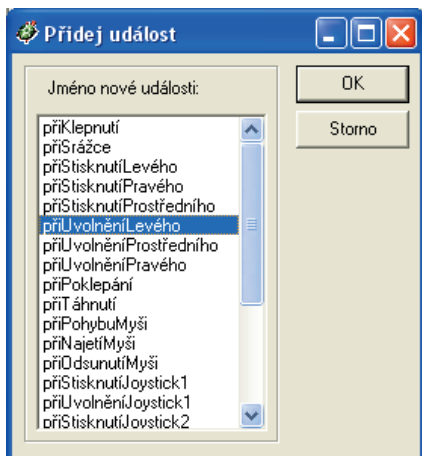 Přidej událost
Jméno nové události:
OK
Storno
přiKlepnutí
přiSrážce
přiStisknutíLevého
přiStisknutíPravého
přiStisknutíProstředního
přiUvolněníLevého
přiUvolněníProstředního
přiUvolněníPravého
přiPoklepání
přiTáhnutí
přiPohybuMyši
přiNajetíMyši
přiOdsunutíMyši
přiStisknutíJoystick1
přiUvolněníJoystick1
přiStisknutíJoystick2